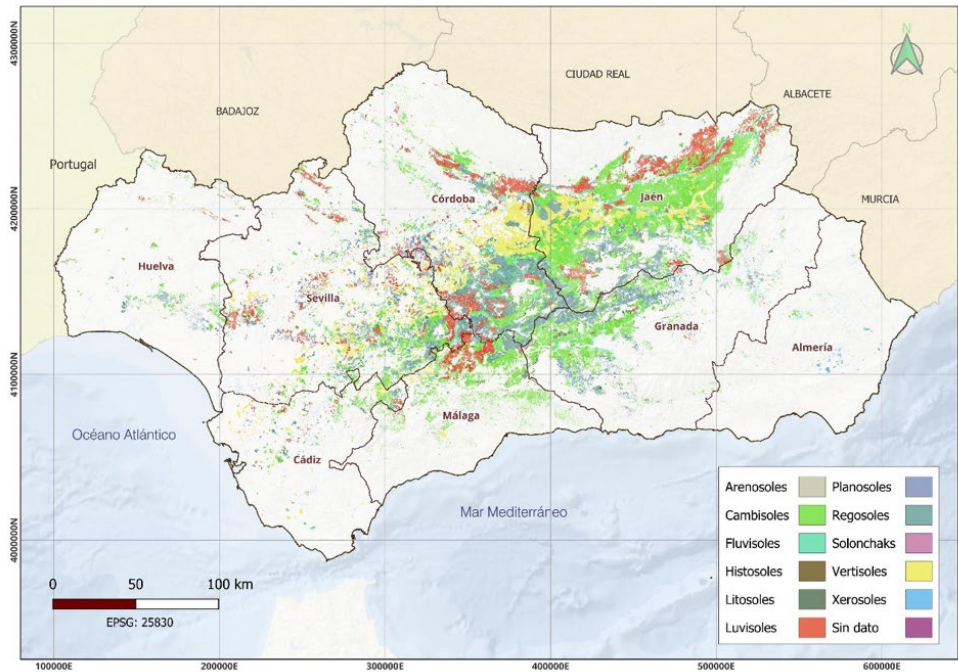 N
CIUDAD REAL
ALBACETE
BADAJOZ
Portugal
MURCIA
Córdoba
Jaén
Huelva
Sevilla
Granada
Almería
Málaga
Océano Atlántico
Cádiz
Mar Mediterráneo
4300000N
4200000N
4100000N
4000000N
Arenosoles Planosoles
Cambisoles Regosoles
Fluvisoles Solonchaks
Histosoles Vertisoles
Litosoles Xerosoles
Luvisoles Sin dato
0 50 100 km
EPSG: 25830
100000E 200000E 300000E 400000E 500000E 600000E